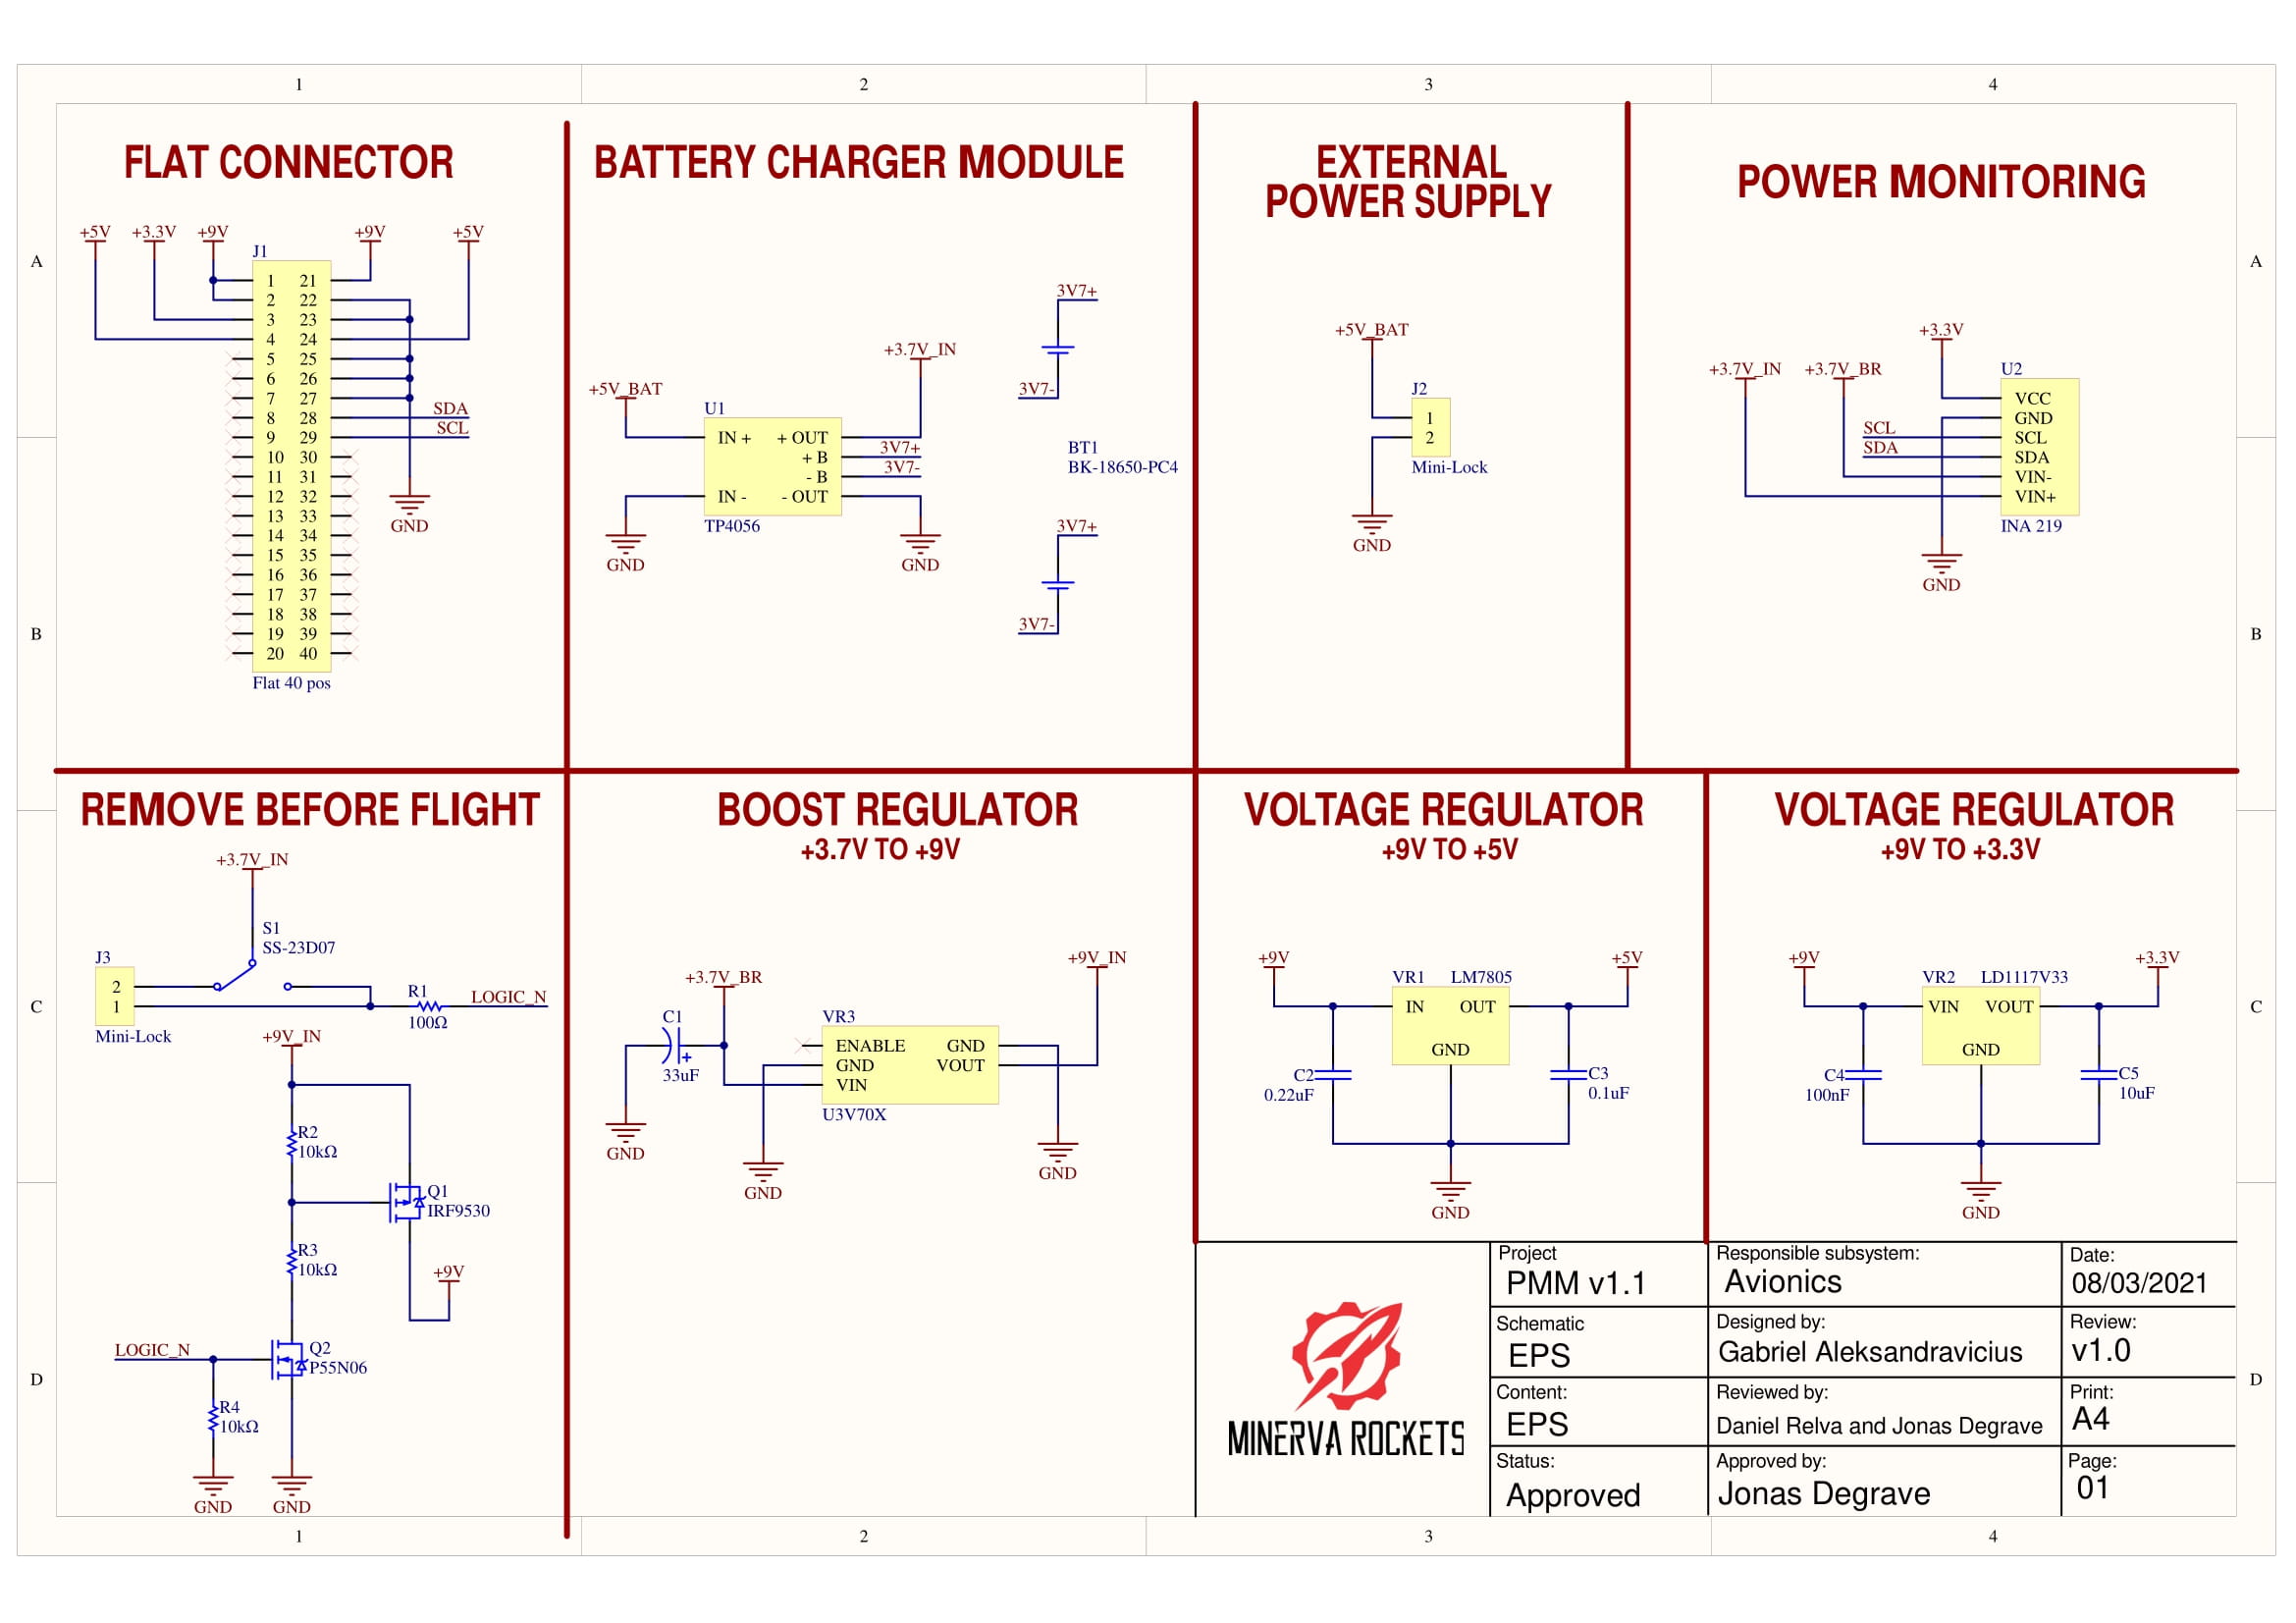 1 2 3 4
A
B
C
D
FLAT CONNECTOR
+5V +3.3V +9V +9V +5V
J1
1 21
2 22
3 23
4 24
5 25
6 26
7 27
8 28 SDA
9 29 SCL
10 30
11 31
12 32
13 33
14 34
15 35
16 36
17 37
18 38
19 39
20 40
GND
Flat 40 pos
BATTERY CHARGER MODULE
+5V_BAT
+3.7V_IN
U1
IN + + OUT
+ B 3V7+
- B 3V7-
IN - - OUT
TP4056
GND
GND
3V7+
3V7-
BT1
BK-18650-PC4
3V7+
3V7-
EXTERNAL
POWER SUPPLY
+5V_BAT
J2
1
2
Mini-Lock
GND
POWER MONITORING
+3.3V
+3.7V_IN +3.7V_BR
U2
VCC
GND
SCL SCL
SDA SDA
VIN-
VIN+
INA 219
GND
REMOVE BEFORE FLIGHT
+3.7V_IN
S1
SS-23D07
J3
2
1
Mini-Lock
R1
100Ω
LOGIC_N
+9V_IN
R2
10kΩ
Q1
IRF9530
R3
10kΩ
+9V
LOGIC_N
Q2
P55N06
R4
10kΩ
GND GND
BOOST REGULATOR
+3.7V TO +9V
+3.7V_BR
+9V_IN
C1
+
33uF
VR3
ENABLE GND
GND VOUT
VIN
U3V70X
GND
GND
GND
VOLTAGE REGULATOR
+9V TO +5V
+9V +5V
VR1 LM7805
IN OUT
GND
C2
0.22uF
C3
0.1uF
GND
VOLTAGE REGULATOR
+9V TO +3.3V
+9V +3.3V
VR2 LD1117V33
VIN VOUT
GND
C4
100nF
C5
10uF
GND
MINERVA ROCKETS
Project
PMM v1.1
Responsible subsystem:
Avionics
Date:
08/03/2021
Schematic
EPS
Designed by:
Gabriel Aleksandravicius
Review:
v1.0
Content:
EPS
Reviewed by:
Daniel Relva and Jonas Degrave
Print:
A4
Status:
Approved
Approved by:
Jonas Degrave
Page:
01
A
B
C
D
1 2 3 4